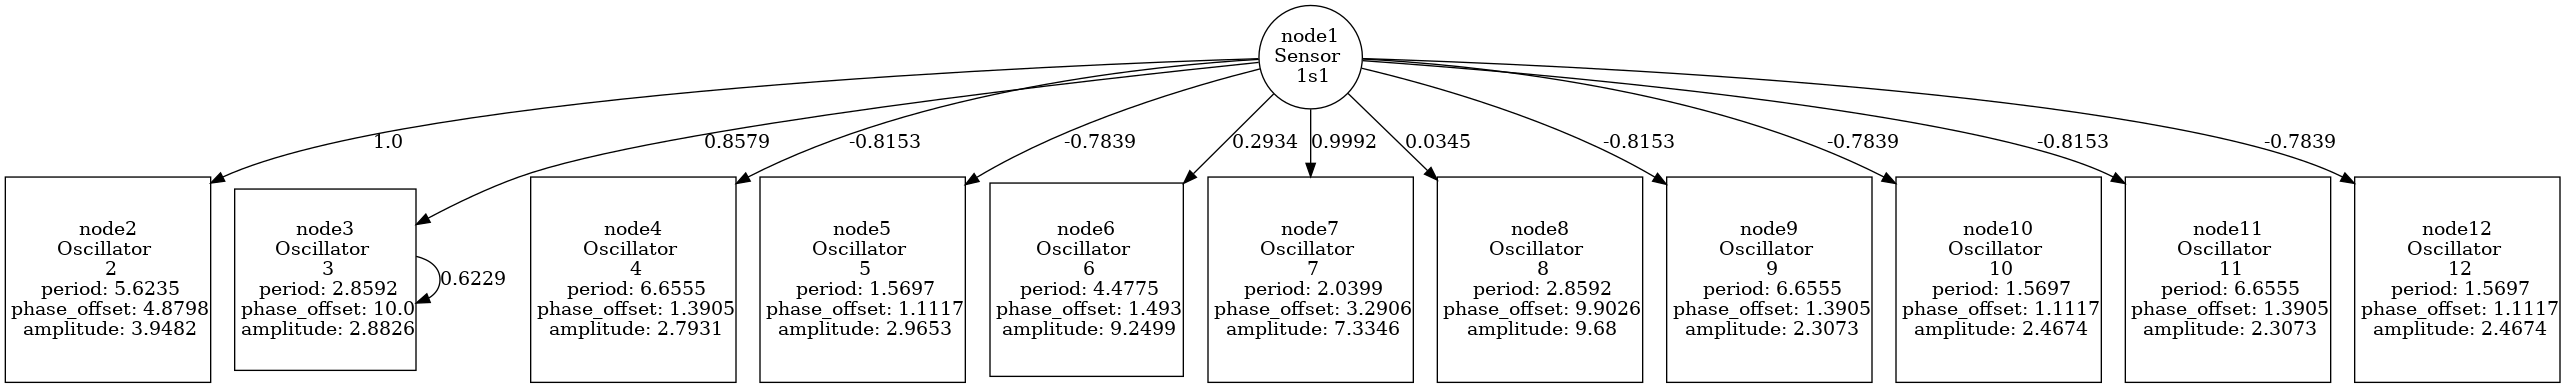 node1
Sensor
1s1
1.0
0.8579
-0.8153
-0.7839
0.2934
0.9992
0.0345
-0.8153
-0.7839
-0.8153
-0.7839
node2
Oscillator
2
period: 5.6235
phase_offset: 4.8798
amplitude: 3.9482
node3
Oscillator
3
period: 2.8592
phase_offset: 10.0
amplitude: 2.8826
0.6229
node4
Oscillator
4
period: 6.6555
phase_offset: 1.3905
amplitude: 2.7931
node5
Oscillator
5
period: 1.5697
phase_offset: 1.1117
amplitude: 2.9653
node6
Oscillator
6
period: 4.4775
phase_offset: 1.493
amplitude: 9.2499
node7
Oscillator
7
period: 2.0399
phase_offset: 3.2906
amplitude: 7.3346
node8
Oscillator
8
period: 2.8592
phase_offset: 9.9026
amplitude: 9.68
node9
Oscillator
9
period: 6.6555
phase_offset: 1.3905
amplitude: 2.3073
node10
Oscillator
10
period: 1.5697
phase_offset: 1.1117
amplitude: 2.4674
node11
Oscillator
11
period: 6.6555
phase_offset: 1.3905
amplitude: 2.3073
node12
Oscillator
12
period: 1.5697
phase_offset: 1.1117
amplitude: 2.4674